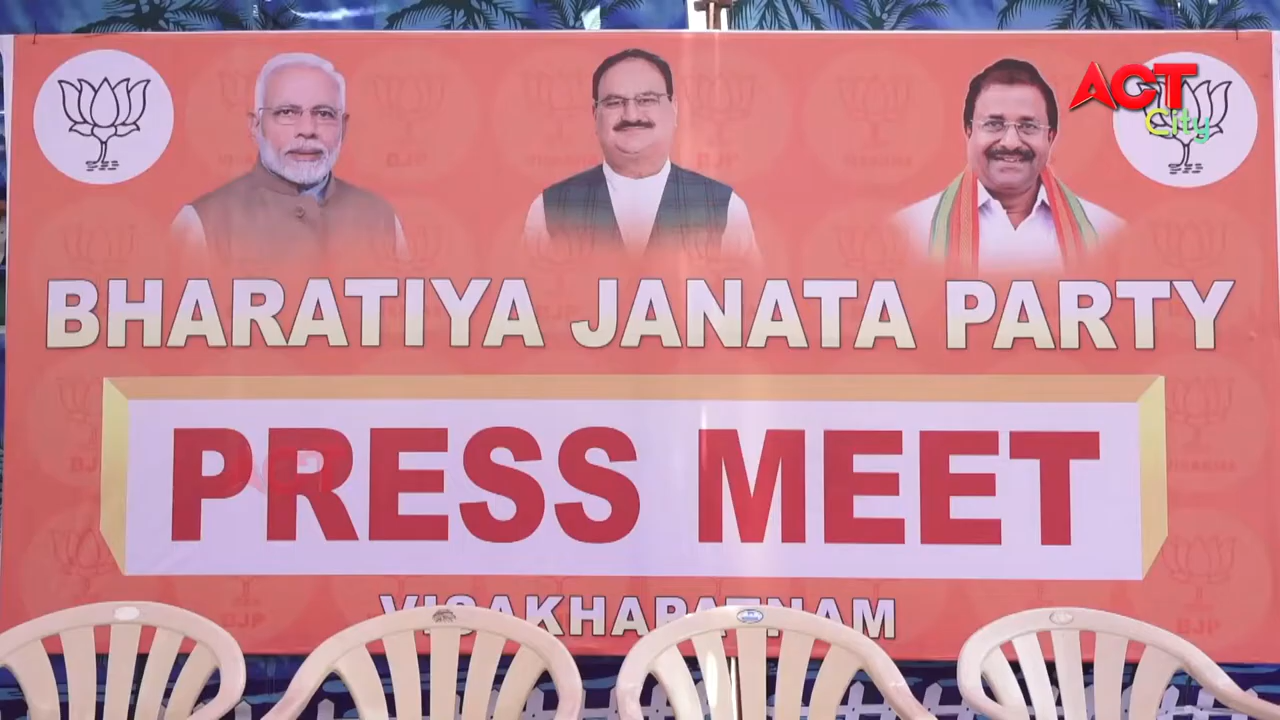 ACT
City
BHARATIYA JANATA PARTY
PRESS MEET
VISAKHAPATNAM